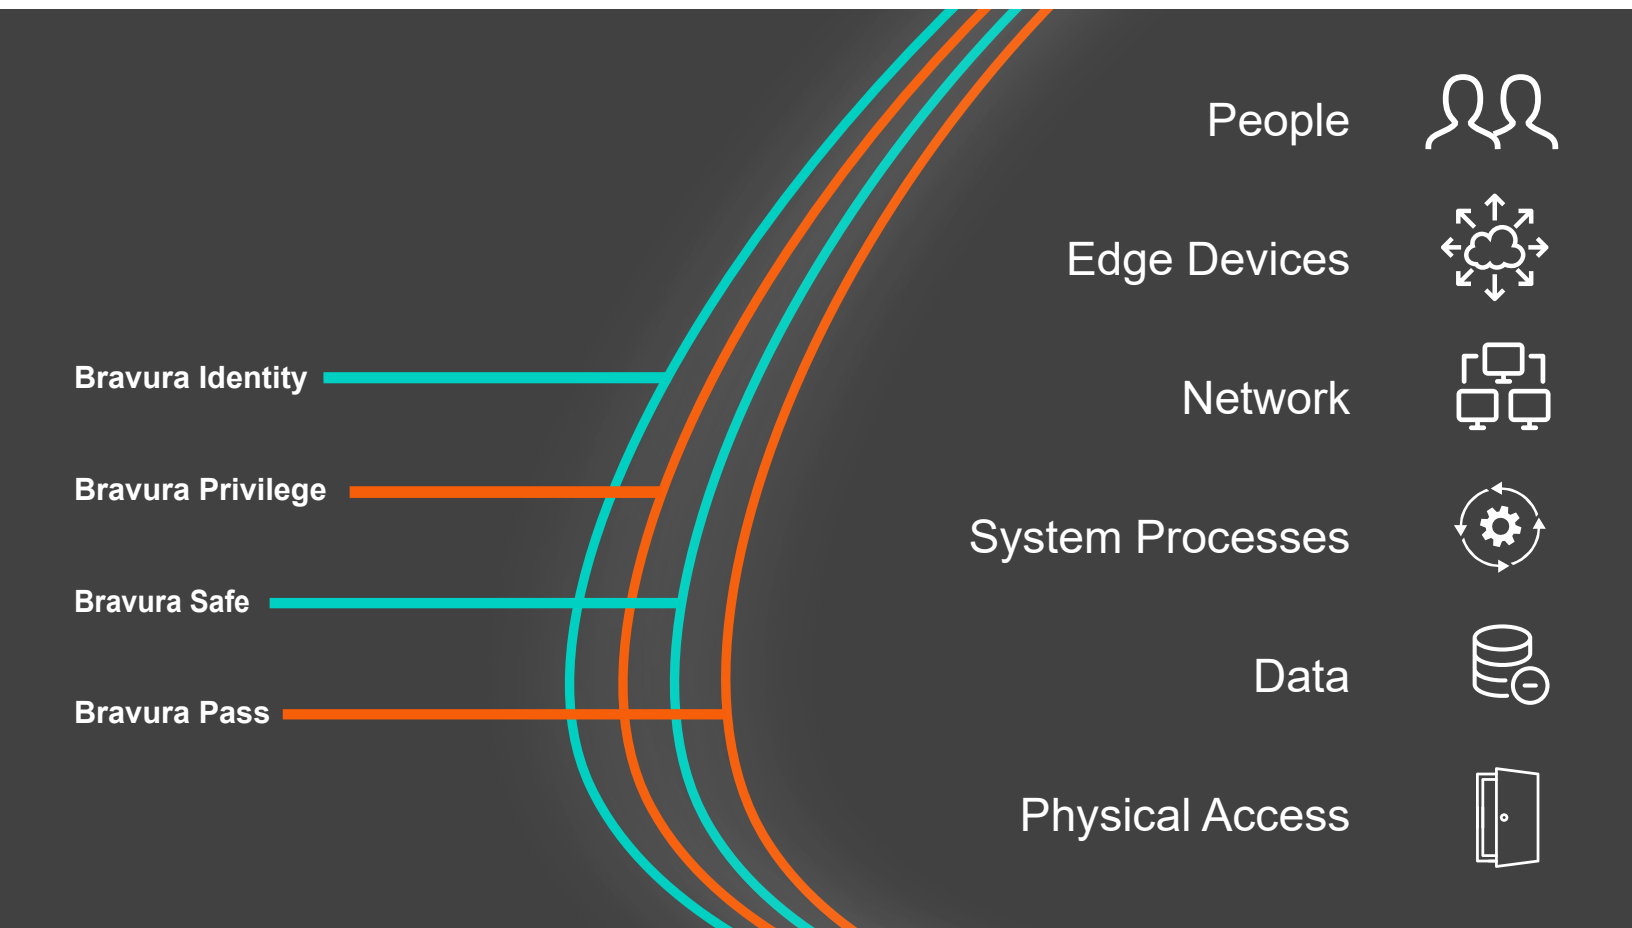 Bravura Identity
Bravura Privilege
Bravura Safe
Bravura Pass
People
Edge Devices
Network
System Processes
Data
Physical Access